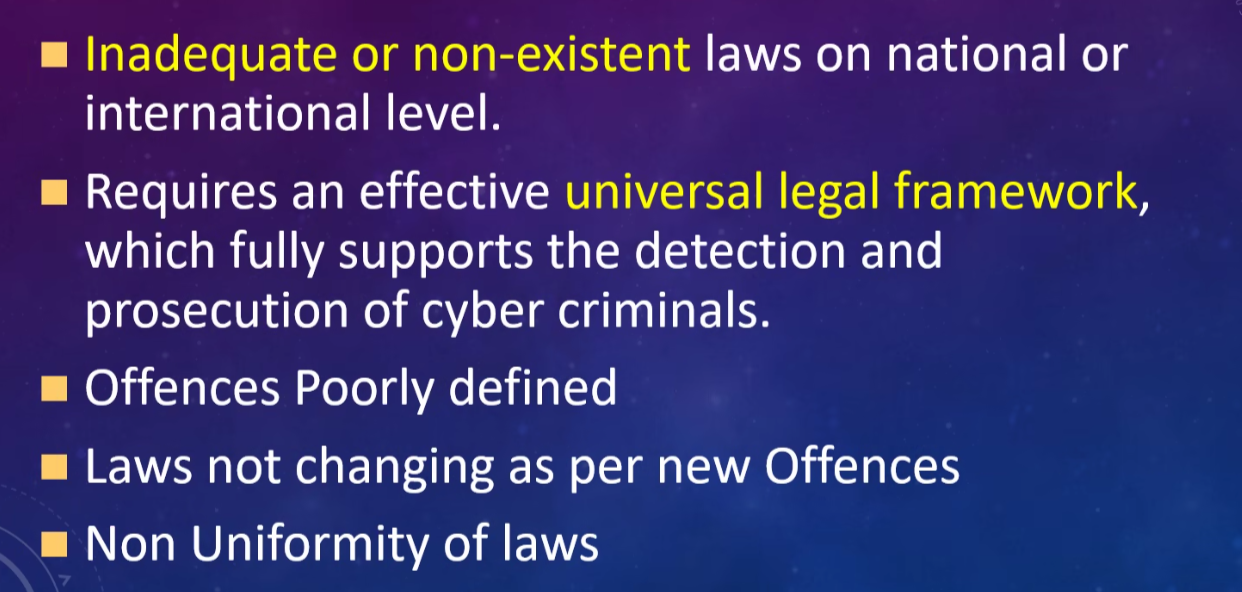 Inadequate or non-existent laws on national or
international level.
Requires an effective universal legal framework,
which fully supports the detection and
prosecution of cyber criminals.
Offences Poorly defined
Laws not changing as per new Offences
Non Uniformity of laws